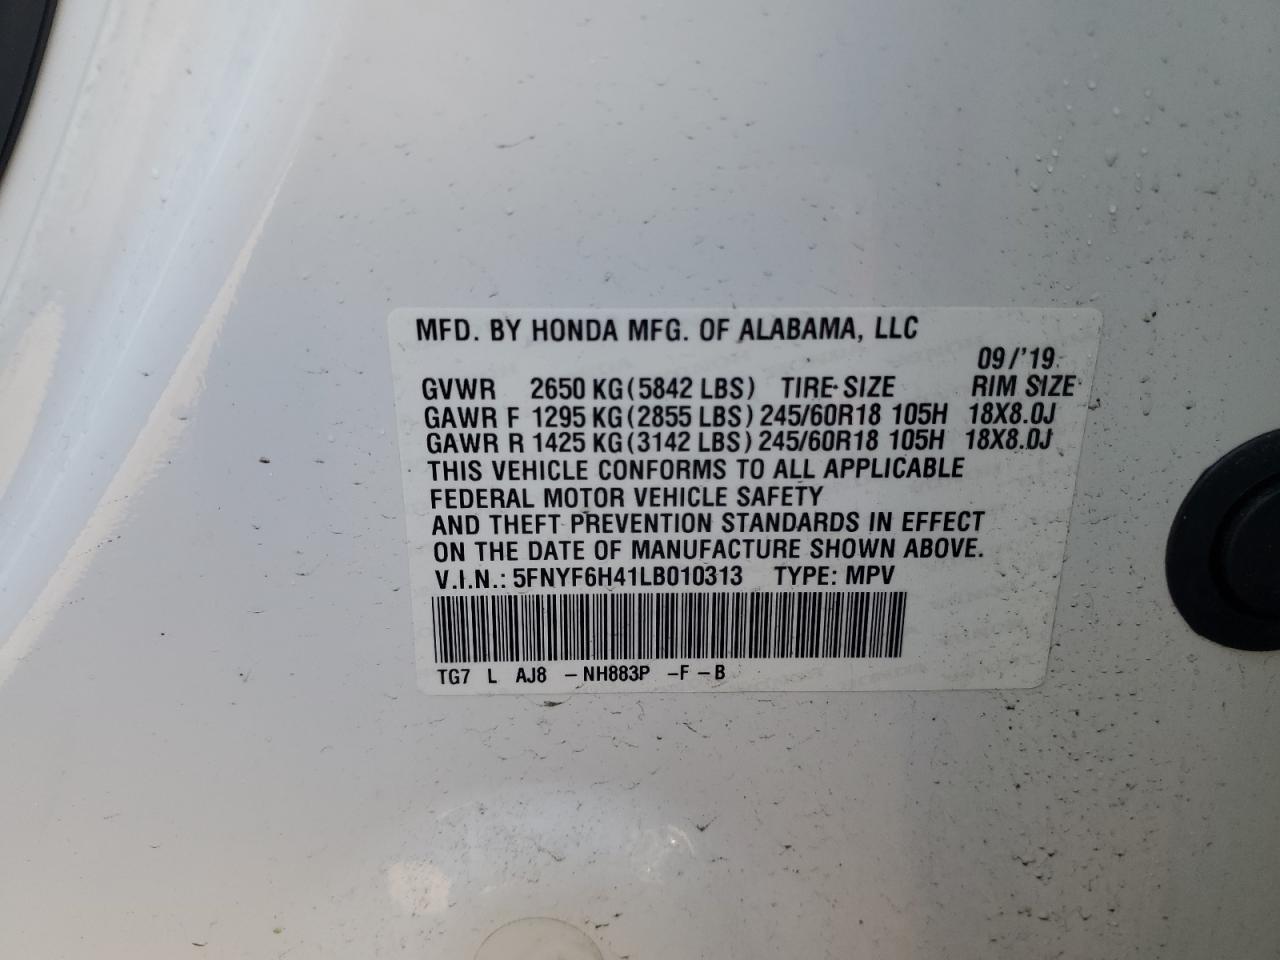 MFD. BY HONDA MFG. OF ALABAMA, LLC
09/'19
GVWR 2650 KG (5842 LBS) TIRE SIZE RIM SIZE
GAWR F 1295 KG (2855 LBS) 245/60R18 105H 18X8.0J
GAWR R 1425 KG (3142 LBS) 245/60R18 105H 18X8.0J
THIS VEHICLE CONFORMS TO ALL APPLICABLE
FEDERAL MOTOR VEHICLE SAFETY
AND THEFT PREVENTION STANDARDS IN EFFECT
ON THE DATE OF MANUFACTURE SHOWN ABOVE.
V.I.N.: 5FNYF6H41LB010313 TYPE: MPV
TG7 L AJ8 - NH883P - F - B